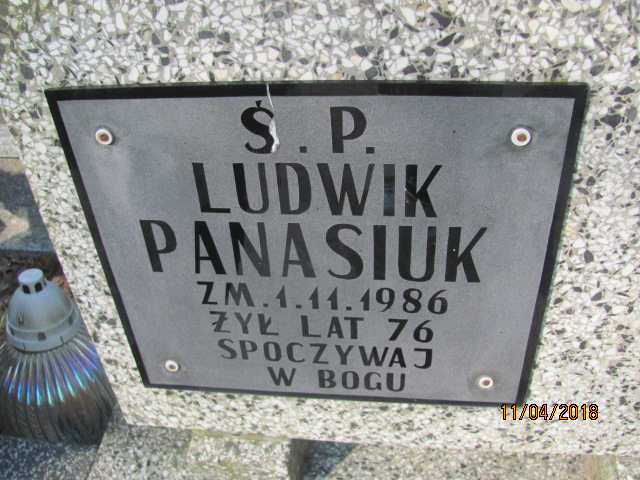 Ś.P.
LUDWIK
PANASIUK
ZM.1.11.1986
ŻYŁ LAT 76
SPOCZYWAJ
W BOGU
11/04/2018